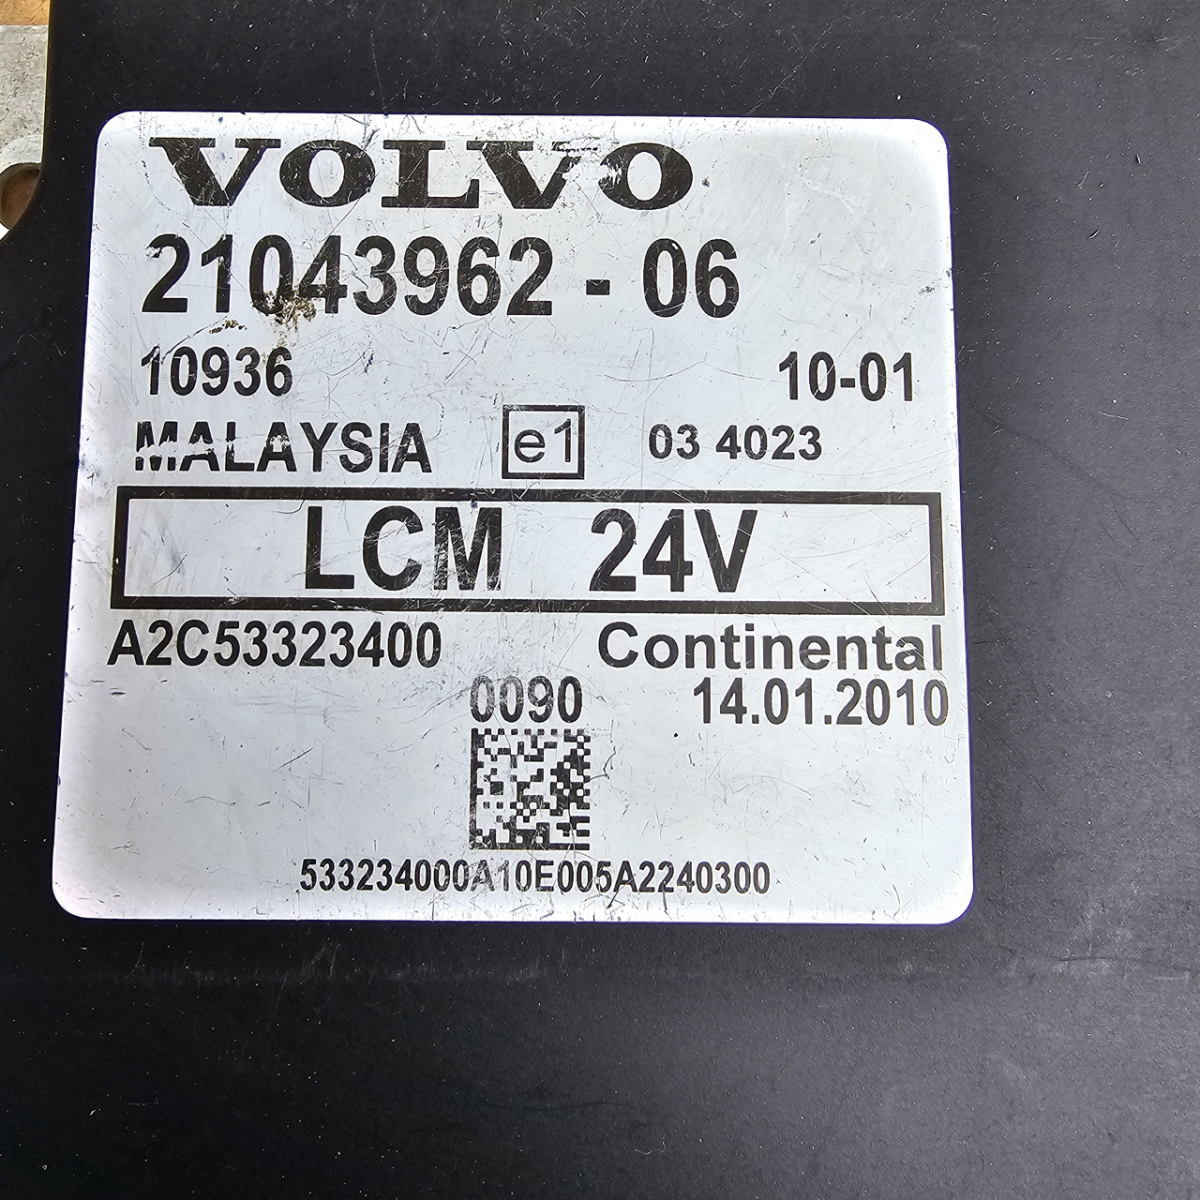 VOLVO
21043962 - 06
10936 10-01
MALAYSIA e1 03 4023
LCM 24V
A2C53323400 Continental
0090 14.01.2010
533234000A10E005A2240300